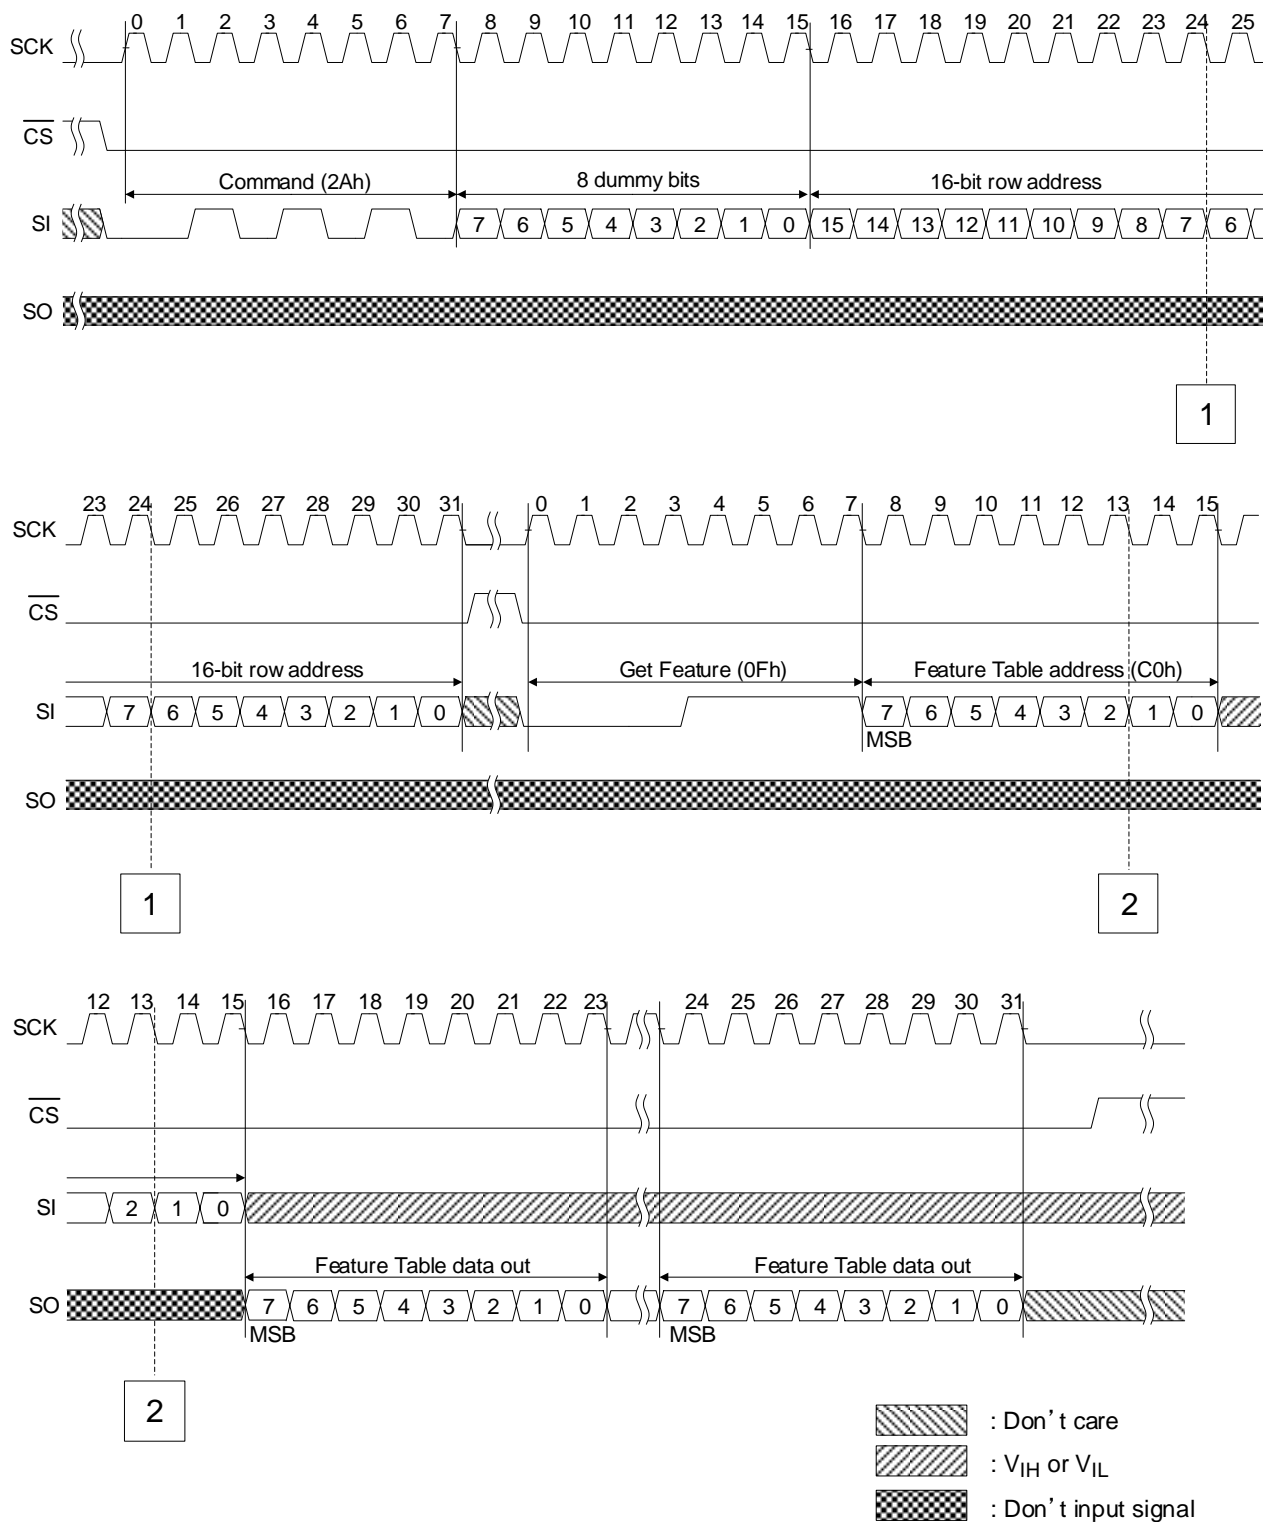 0 1 2 3 4 5 6 7 8 9 10 11 12 13 14 15 16 17 18 19 20 21 22 23 24 25
SCK
CS
Command (2Ah) 8 dummy bits 16-bit row address
SI 7 6 5 4 3 2 1 0 15 14 13 12 11 10 9 8 7 6
SO
1
23 24 25 26 27 28 29 30 31 0 1 2 3 4 5 6 7 8 9 10 11 12 13 14 15
SCK
CS
16-bit row address Get Feature (0Fh) Feature Table address (C0h)
SI 7 6 5 4 3 2 1 0 7 6 5 4 3 2 1 0
MSB
SO
1 2
12 13 14 15 16 17 18 19 20 21 22 23 24 25 26 27 28 29 30 31
SCK
CS
SI 2 1 0
Feature Table data out Feature Table data out
SO 7 6 5 4 3 2 1 0 7 6 5 4 3 2 1 0
MSB MSB
2
: Don't care
: VIH or VIL
: Don't input signal